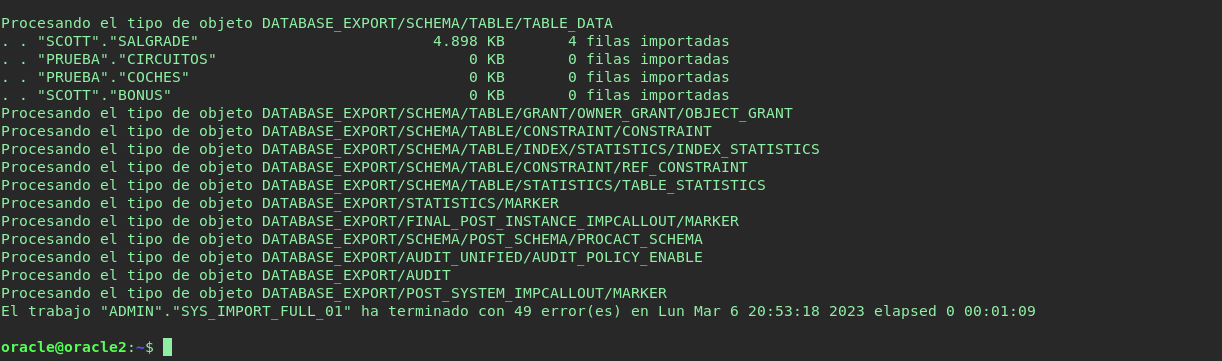 Procesando el tipo de objeto DATABASE_EXPORT/SCHEMA/TABLE/TABLE_DATA
. . "SCOTT"."SALGRADE" 4.898 KB 4 filas importadas
. . "PRUEBA"."CIRCUITOS" 0 KB 0 filas importadas
. . "PRUEBA"."COCHES" 0 KB 0 filas importadas
. . "SCOTT"."BONUS" 0 KB 0 filas importadas
Procesando el tipo de objeto DATABASE_EXPORT/SCHEMA/TABLE/GRANT/OWNER_GRANT/OBJECT_GRANT
Procesando el tipo de objeto DATABASE_EXPORT/SCHEMA/TABLE/CONSTRAINT/CONSTRAINT
Procesando el tipo de objeto DATABASE_EXPORT/SCHEMA/TABLE/INDEX/STATISTICS/INDEX_STATISTICS
Procesando el tipo de objeto DATABASE_EXPORT/SCHEMA/TABLE/CONSTRAINT/REF_CONSTRAINT
Procesando el tipo de objeto DATABASE_EXPORT/SCHEMA/TABLE/STATISTICS/TABLE_STATISTICS
Procesando el tipo de objeto DATABASE_EXPORT/STATISTICS/MARKER
Procesando el tipo de objeto DATABASE_EXPORT/FINAL_POST_INSTANCE_IMPCALLOUT/MARKER
Procesando el tipo de objeto DATABASE_EXPORT/SCHEMA/POST_SCHEMA/PROCACT_SCHEMA
Procesando el tipo de objeto DATABASE_EXPORT/AUDIT_UNIFIED/AUDIT_POLICY_ENABLE
Procesando el tipo de objeto DATABASE_EXPORT/AUDIT
Procesando el tipo de objeto DATABASE_EXPORT/POST_SYSTEM_IMPCALLOUT/MARKER
El trabajo "ADMIN"."SYS_IMPORT_FULL_01" ha terminado con 49 error(es) en Lun Mar 6 20:53:18 2023 elapsed 0 00:01:09
oracle@oracle2:~$